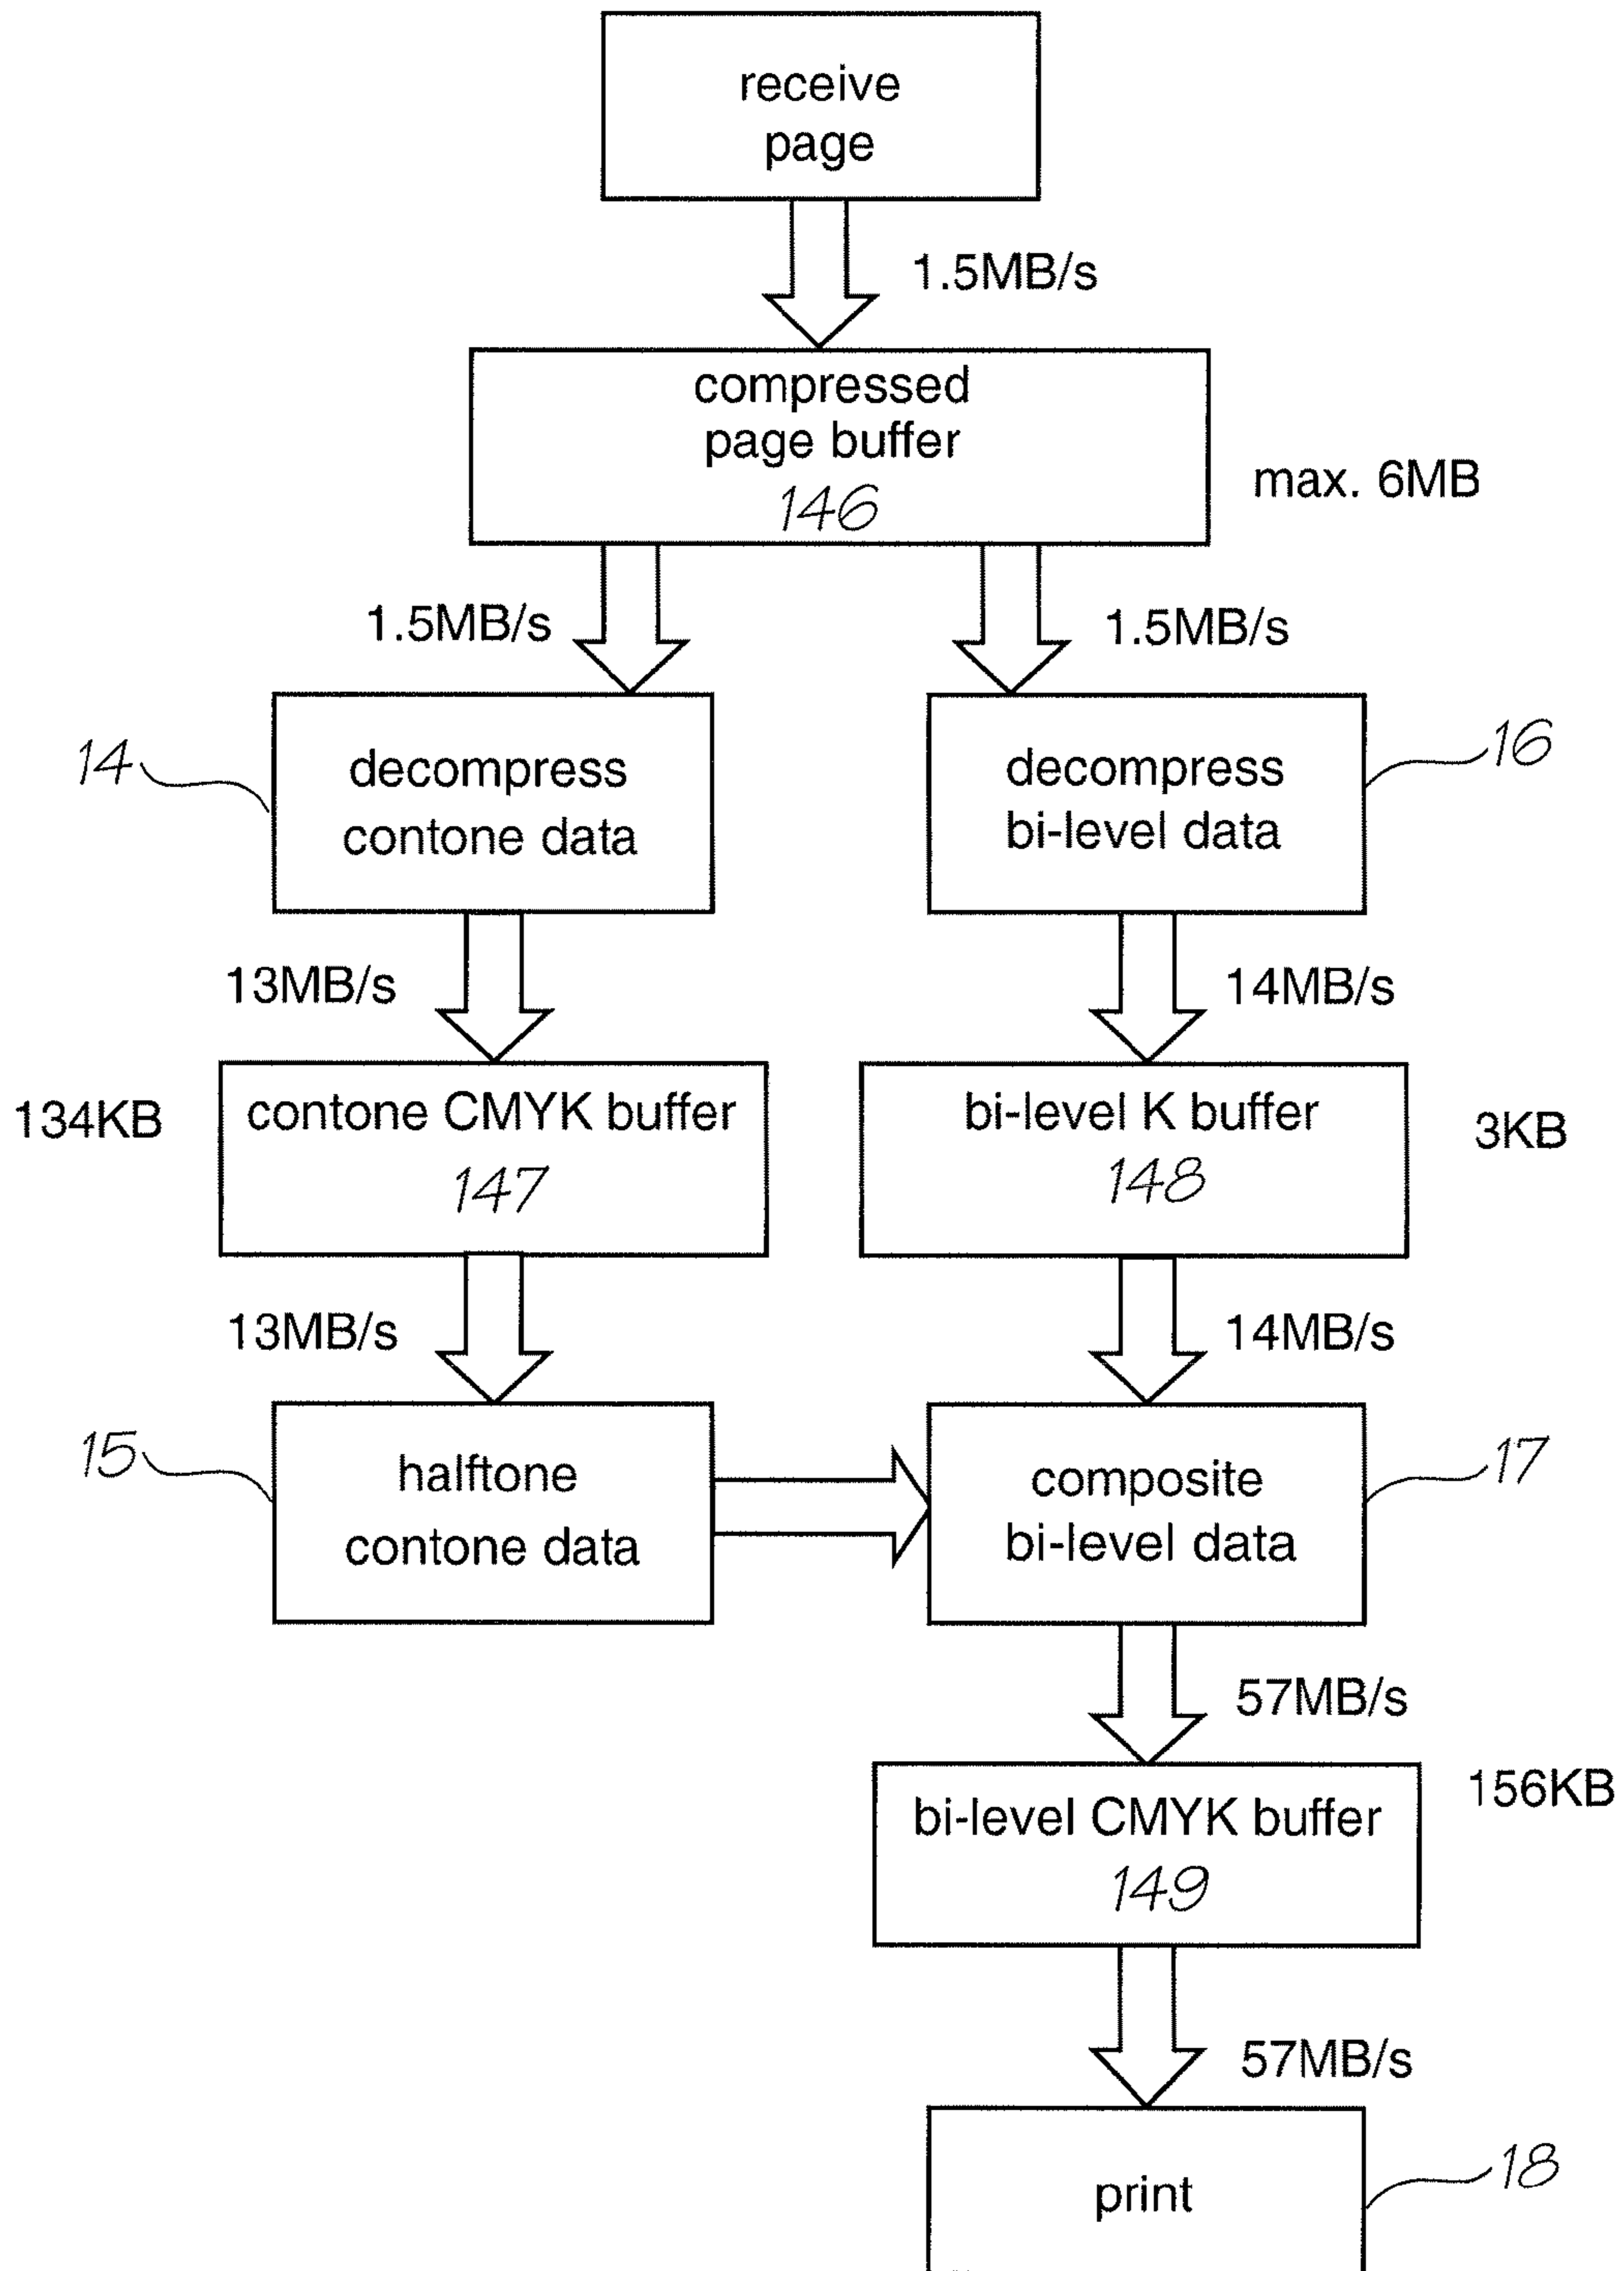 receive
page
1.5MB/s
compressed
page buffer
146
max. 6MB
1.5MB/s
1.5MB/s
14
decompress
contone data
decompress
bi-level data
16
13MB/s
14MB/s
134KB
contone CMYK buffer
147
bi-level K buffer
148
3KB
13MB/s
14MB/s
15
halftone
contone data
composite
bi-level data
17
57MB/s
156KB
bi-level CMYK buffer
149
57MB/s
print
18